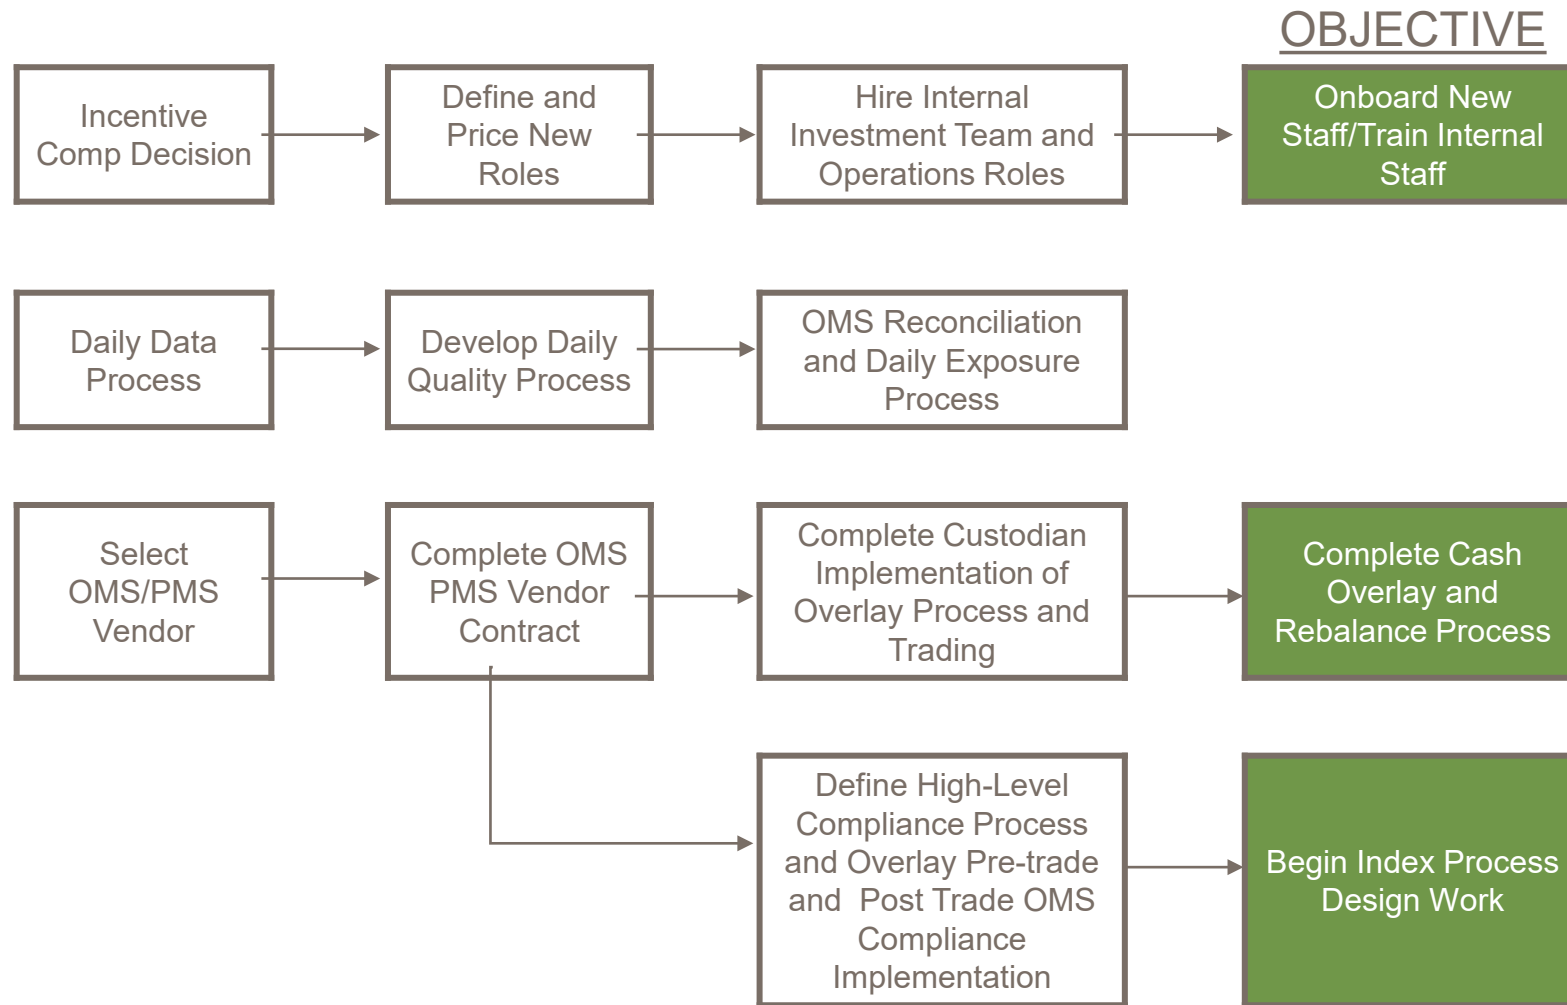 OBJECTIVE
Incentive
Comp Decision
Define and
Price New
Roles
Hire Internal
Investment Team and
Operations Roles
Onboard New
Staff/Train Internal
Staff
Daily Data
Process
Develop Daily
Quality Process
OMS Reconciliation
and Daily Exposure
Process
Select
OMS/PMS
Vendor
Complete OMS
PMS Vendor
Contract
Complete Custodian
Implementation of
Overlay Process and
Trading
Complete Cash
Overlay and
Rebalance Process
Define High-Level
Compliance Process
and Overlay Pre-trade
and  Post Trade OMS
Compliance
Implementation
Begin Index Process
Design Work